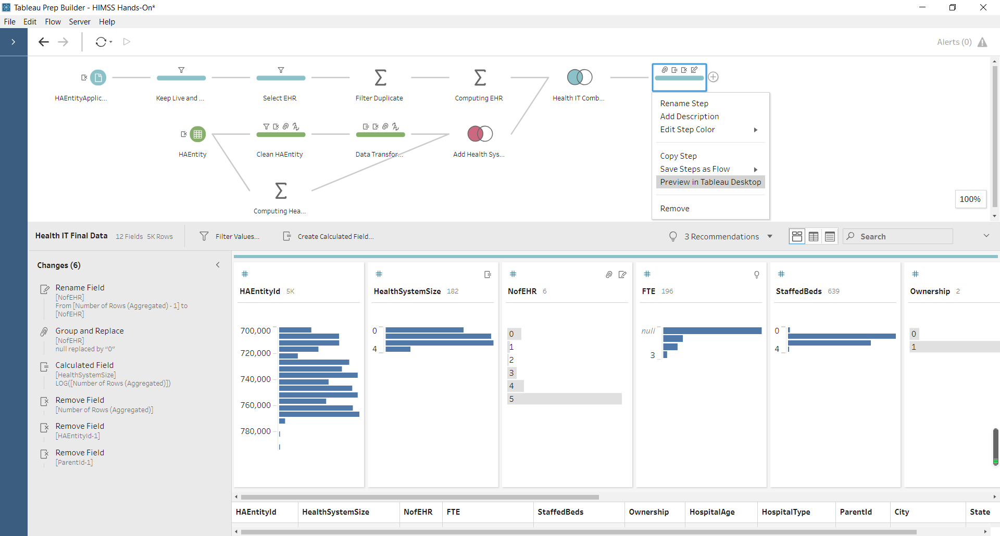 Tableau Prep Builder - HIMSS Hands-On*
File Edit Flow Server Help
Alerts (0)
HAEntityApplic...
Keep Live and ...
Select EHR
Filter Duplicate
Computing EHR
Health IT Comb...
HAEntity
Clean HAEntity
Data Transfor...
Add Health Sys...
Computing Hea...
Rename Step
Add Description
Edit Step Color
Copy Step
Save Steps as Flow
Preview in Tableau Desktop
Remove
100%
Health IT Final Data 12 Fields 5K Rows Filter Values... Create Calculated Field... 3 Recommendations Search
Changes (6)
Rename Field
[NofEHR]
From [Number of Rows (Aggregated) - 1] to
[NofEHR]
Group and Replace
[NofEHR]
null replaced by “0”
Calculated Field
[HealthSystemSize]
LOG([Number of Rows (Aggregated)])
Remove Field
[Number of Rows (Aggregated)]
Remove Field
[HAEntityId-1]
Remove Field
[ParentId-1]
HAEntityId 5K
700,000
720,000
740,000
760,000
780,000
HealthSystemSize 182
0
4
NofEHR 6
0
1
2
3
4
5
FTE 196
null
3
StaffedBeds 639
0
4
Ownership 2
0
1
HAEntityId HealthSystemSize NofEHR FTE StaffedBeds Ownership HospitalAge HospitalType ParentId City State